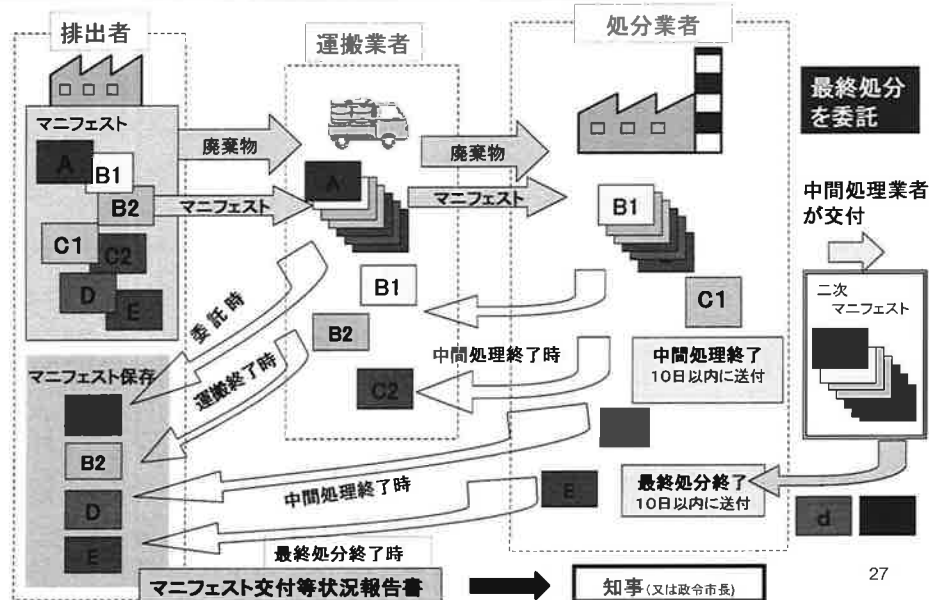 排出者
運搬業者
処分業者
マニフェスト
A
B1
B2
C1
C2
D
E
廃棄物
マニフェスト
A
廃棄物
マニフェスト
B1
最終処分
を委託
中間処理業者
が交付
二次
マニフェスト
B1
B2
C2
C1
委託時
運搬終了時
中間処理終了時
中間処理終了
10日以内に送付
マニフェスト保存
B2
D
E
中間処理終了時
E
最終処分終了
10日以内に送付
d
最終処分終了時
マニフェスト交付等状況報告書
知事(又は政令市長)
27